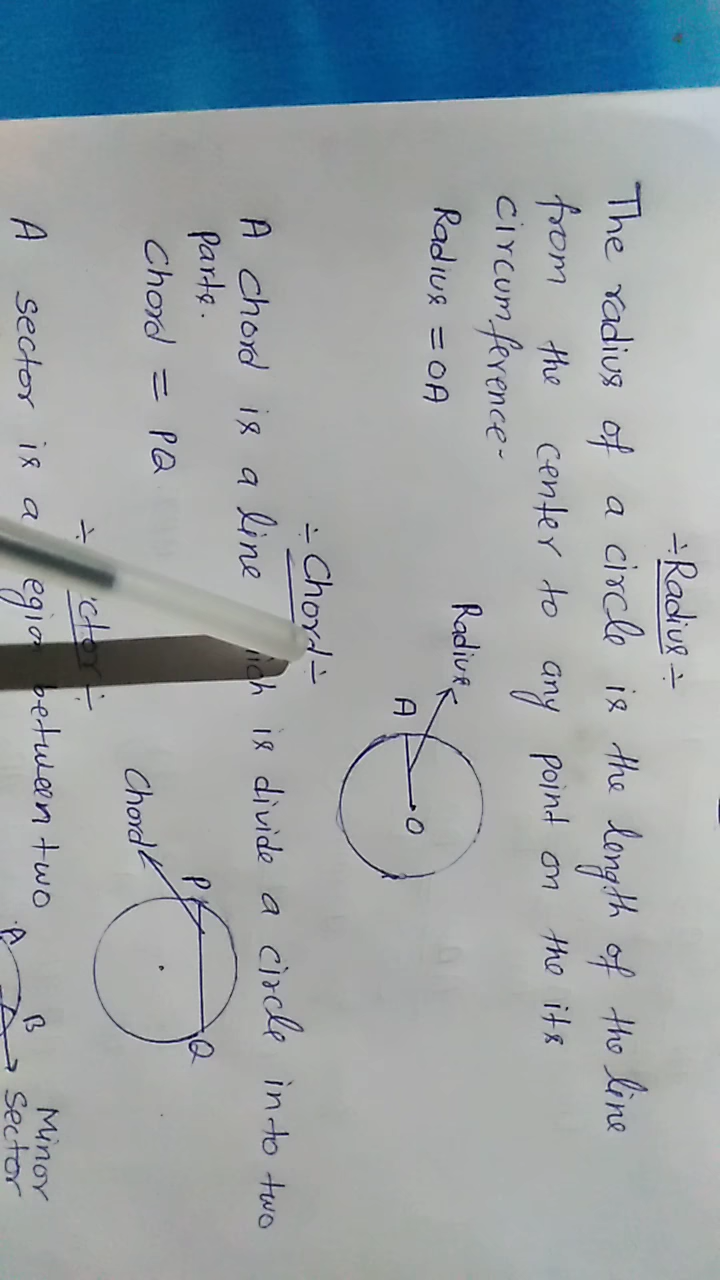 ÷ Radius ÷
The radius of a circle is the length of the line
from the center to any point on the its
circumference-
Radius = OA
Radius
A
O
÷ Chord ÷
A chord is a line is divide a circle in to two
parts.
Chord = PQ
P
Q
Chord
÷ ÷
A sector is a between two
A
B
Minor
Sector